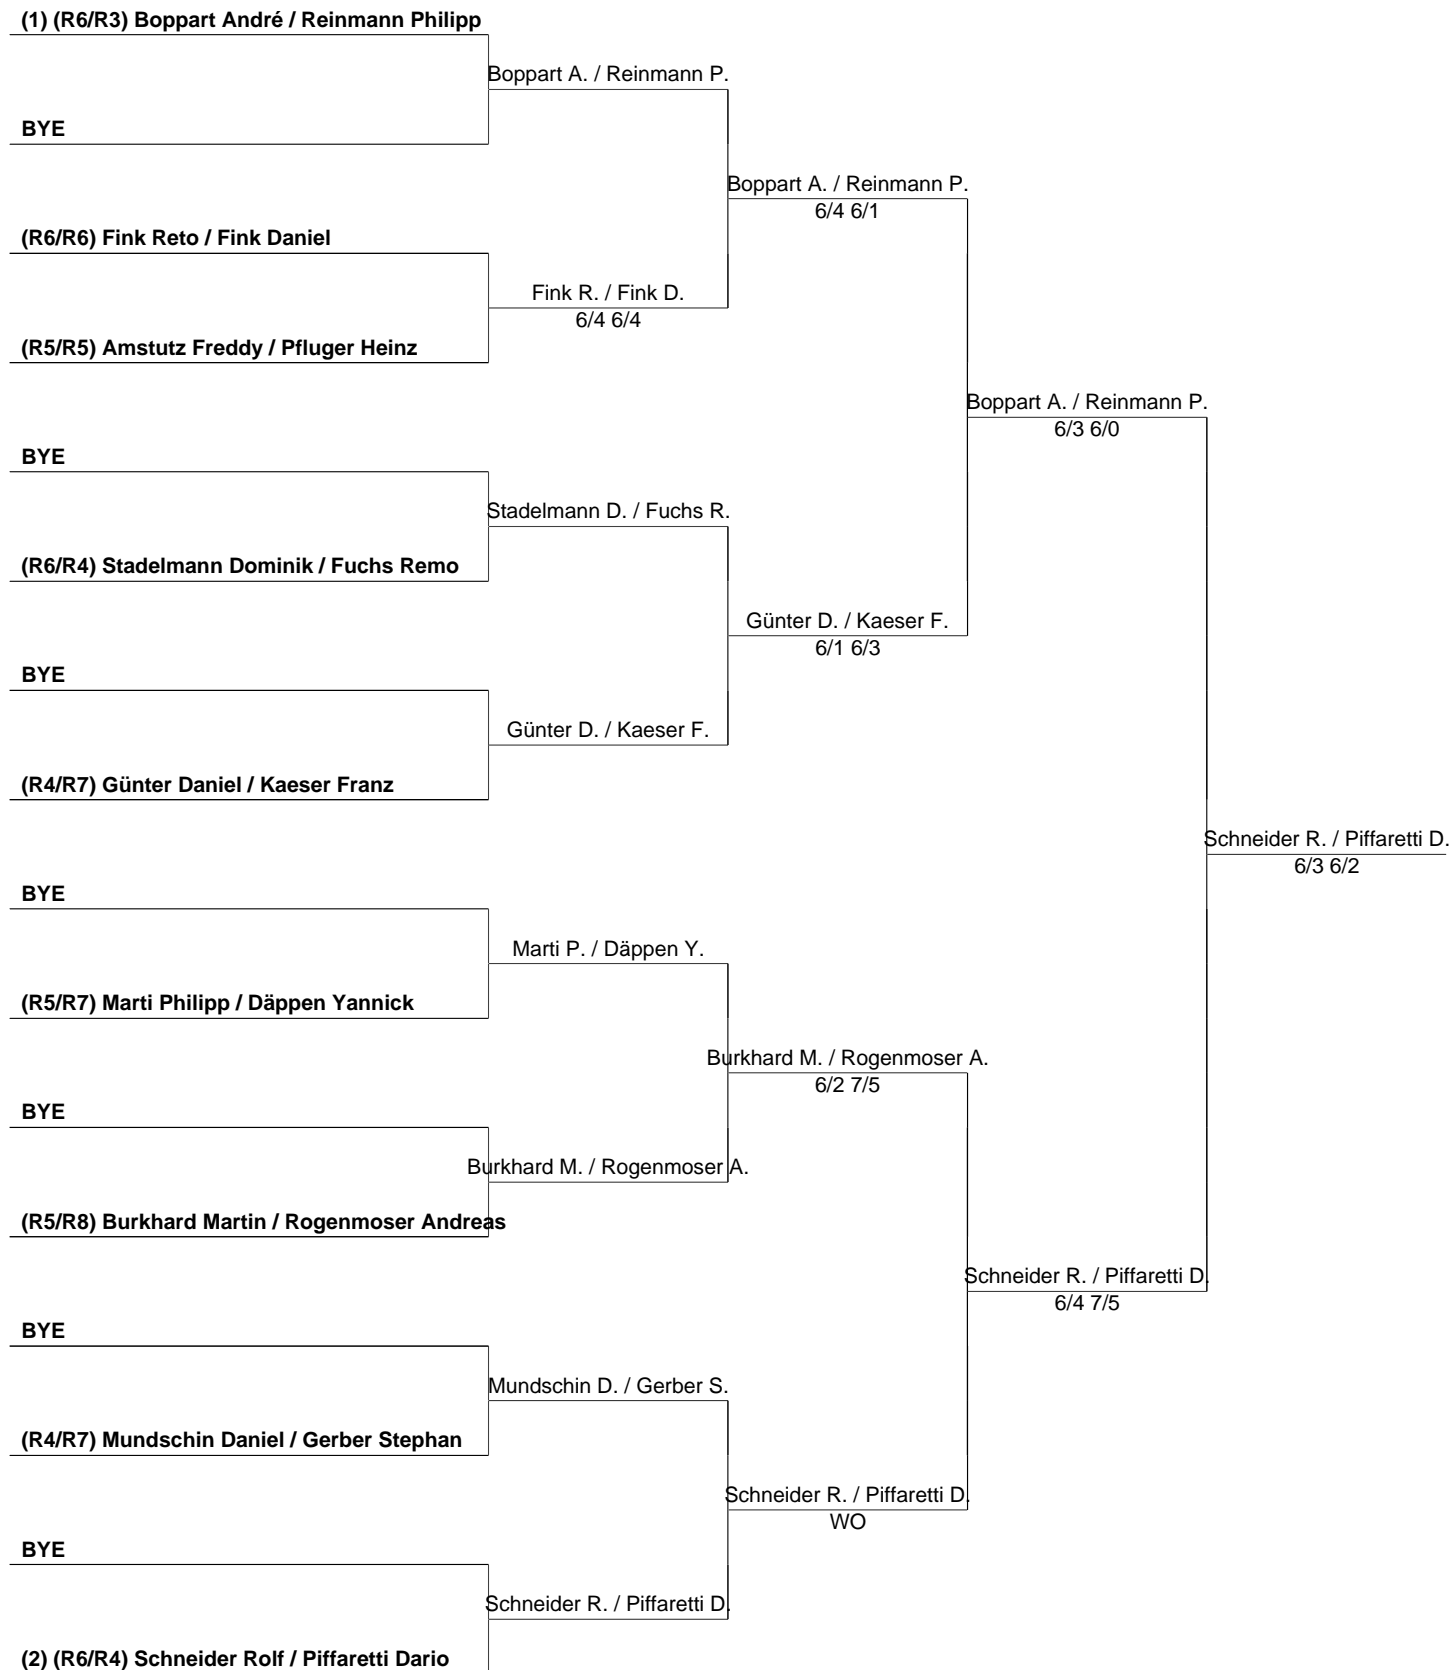 (1) (R6/R3) Boppart André / Reinmann Philipp
Boppart A. / Reinmann P.
BYE
Boppart A. / Reinmann P.
6/4 6/1
(R6/R6) Fink Reto / Fink Daniel
Fink R. / Fink D.
6/4 6/4
(R5/R5) Amstutz Freddy / Pfluger Heinz
Boppart A. / Reinmann P.
6/3 6/0
BYE
Stadelmann D. / Fuchs R.
(R6/R4) Stadelmann Dominik / Fuchs Remo
Günter D. / Kaeser F.
6/1 6/3
BYE
Günter D. / Kaeser F.
(R4/R7) Günter Daniel / Kaeser Franz
Schneider R. / Piffaretti D.
6/3 6/2
BYE
Marti P. / Däppen Y.
(R5/R7) Marti Philipp / Däppen Yannick
Burkhard M. / Rogenmoser A.
6/2 7/5
BYE
Burkhard M. / Rogenmoser A.
(R5/R8) Burkhard Martin / Rogenmoser Andreas
Schneider R. / Piffaretti D.
6/4 7/5
BYE
Mundschin D. / Gerber S.
(R4/R7) Mundschin Daniel / Gerber Stephan
Schneider R. / Piffaretti D.
WO
BYE
Schneider R. / Piffaretti D.
(2) (R6/R4) Schneider Rolf / Piffaretti Dario